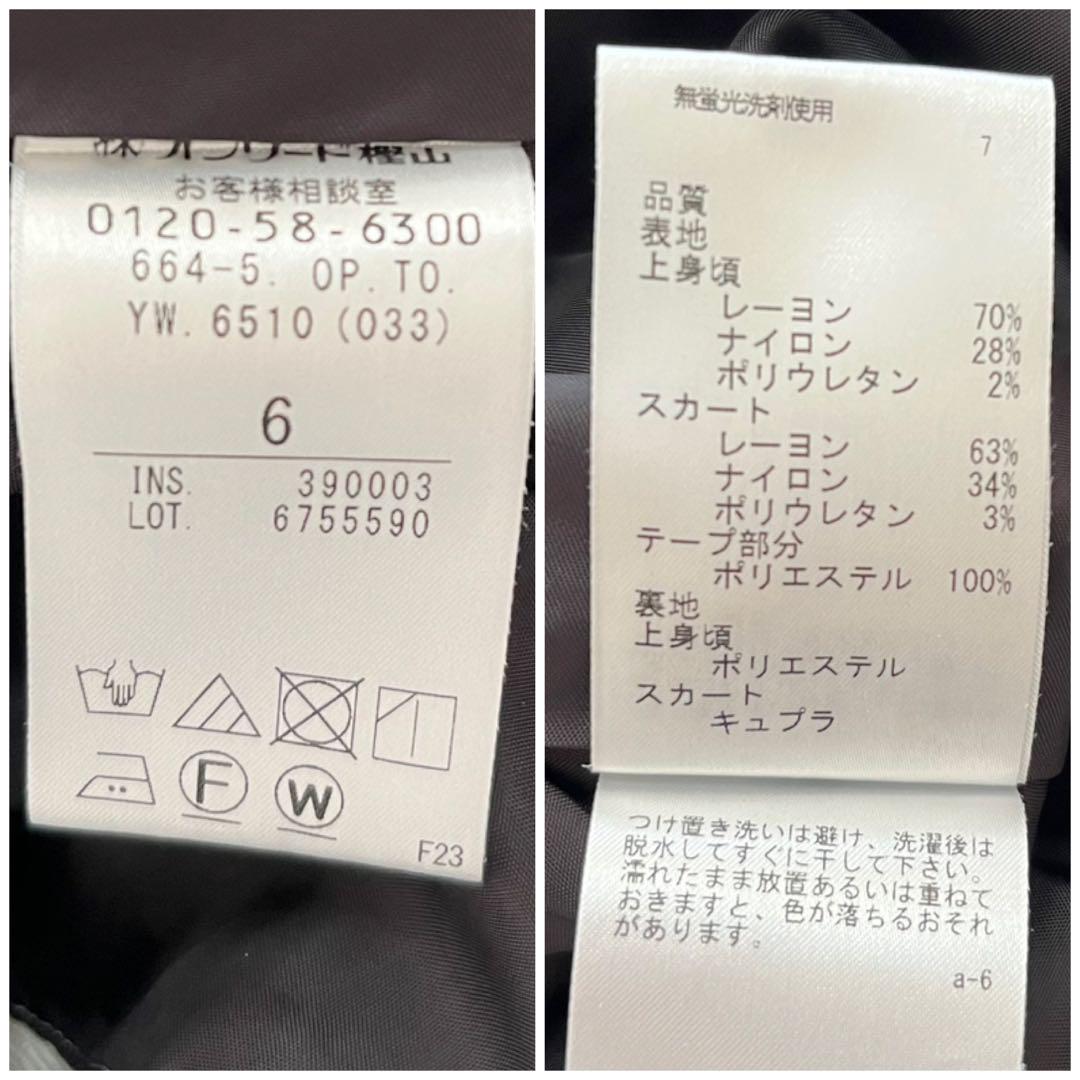 ㈱オンワード樫山
お客様相談室
0120-58-6300
664-5. OP.TO.
YW. 6510 (033)
6
INS. 390003
LOT. 6755590
F
W
F23
無蛍光洗剤使用
7
品質
表地
上身頃
レーヨン 70%
ナイロン 28%
ポリウレタン 2%
スカート
レーヨン 63%
ナイロン 34%
ポリウレタン 3%
テープ部分
ポリエステル 100%
裏地
上身頃
ポリエステル
スカート
キュプラ
つけ置き洗いは避け、洗濯後は
脱水してすぐに干して下さい。
濡れたまま放置あるいは重ねて
おきますと、色が落ちるおそれ
があります。
a-6